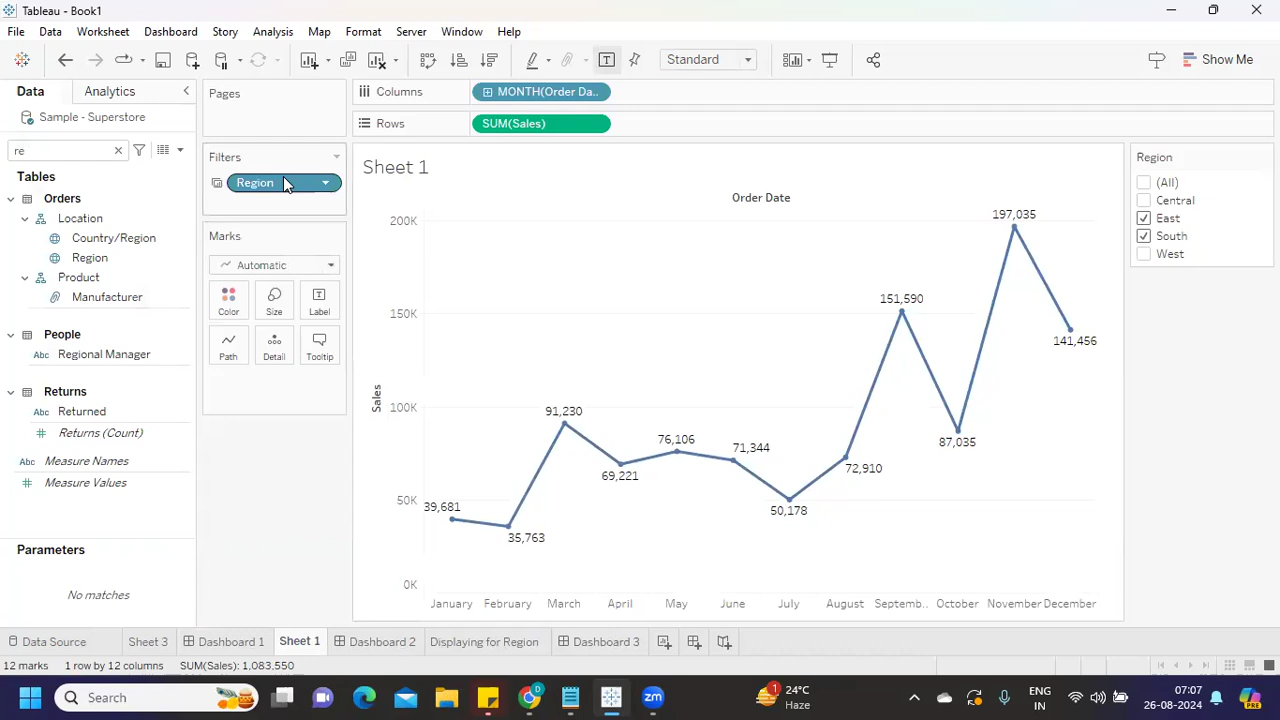 Tableau - Book1
File Data Worksheet Dashboard Story Analysis Map Format Server Window Help
Standard
Show Me
Data
Analytics
Sample - Superstore
re
Tables
Orders
Location
Country/Region
Region
Product
Manufacturer
People
Abc Regional Manager
Returns
Abc Returned
# Returns (Count)
Abc Measure Names
# Measure Values
Parameters
No matches
Pages
Filters
Region
Marks
Automatic
Color Size Label
Path Detail Tooltip
Columns
MONTH(Order Da..
Rows
SUM(Sales)
Sheet 1
Order Date
Sales
200K
150K
100K
50K
0K
39,681
35,763
91,230
69,221
76,106
71,344
50,178
72,910
151,590
87,035
197,035
141,456
January February March April May June July August Septemb.. October November December
Region
(All)
Central
East
South
West
Data Source Sheet 3 Dashboard 1 Sheet 1 Dashboard 2 Displaying for Region Dashboard 3
12 marks 1 row by 12 columns SUM(Sales): 1,083,550
Search
1
24°C
Haze
ENG
IN
07:07
26-08-2024
zm
D
PRE